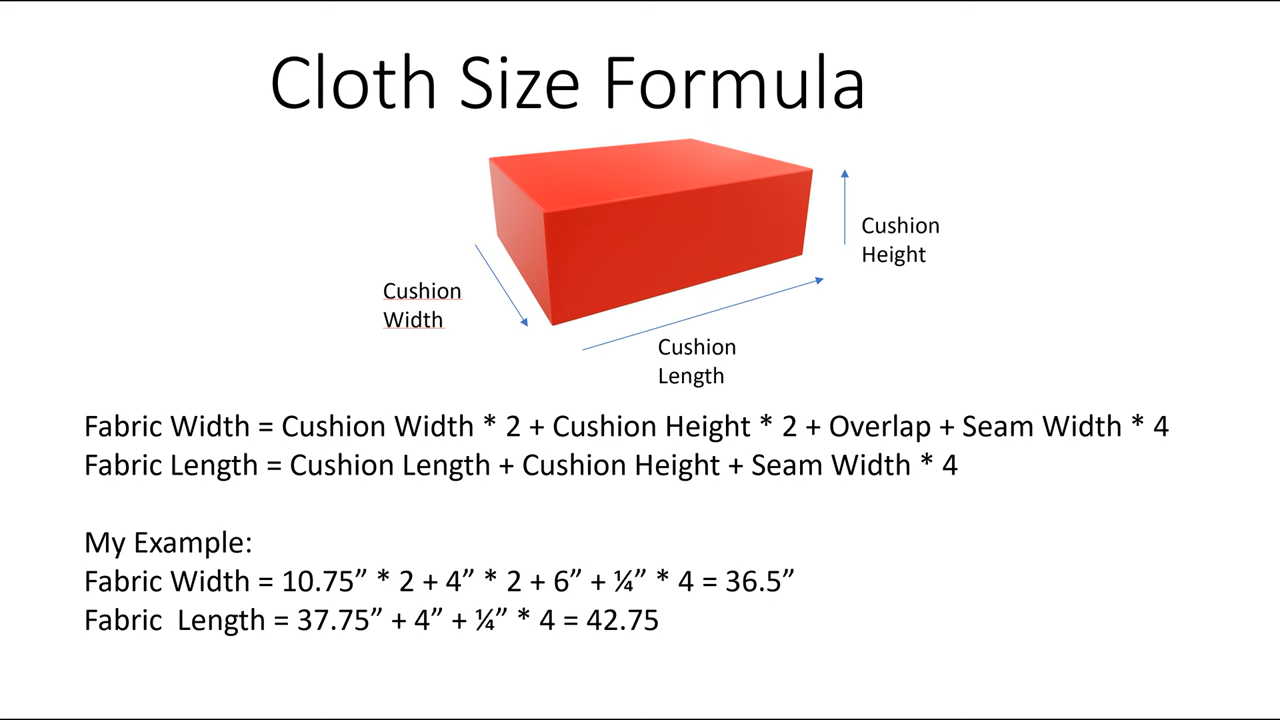 Cloth Size Formula
Cushion
Height
Cushion
Width
Cushion
Length
Fabric Width = Cushion Width * 2 + Cushion Height * 2 + Overlap + Seam Width * 4
Fabric Length = Cushion Length + Cushion Height + Seam Width * 4
My Example:
Fabric Width = 10.75” * 2 + 4” * 2 + 6” + ¼” * 4 = 36.5”
Fabric  Length = 37.75” + 4” + ¼” * 4 = 42.75